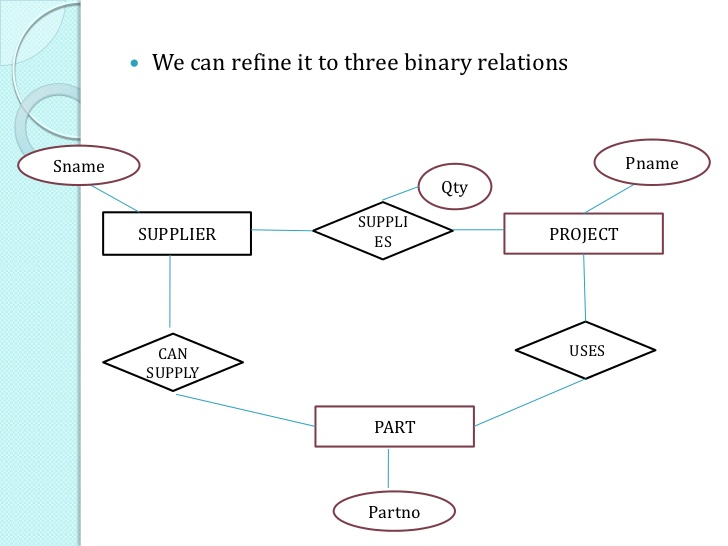 We can refine it to three binary relations
Sname
Pname
Qty
SUPPLIER
SUPPLI
ES
PROJECT
CAN
SUPPLY
USES
PART
Partno